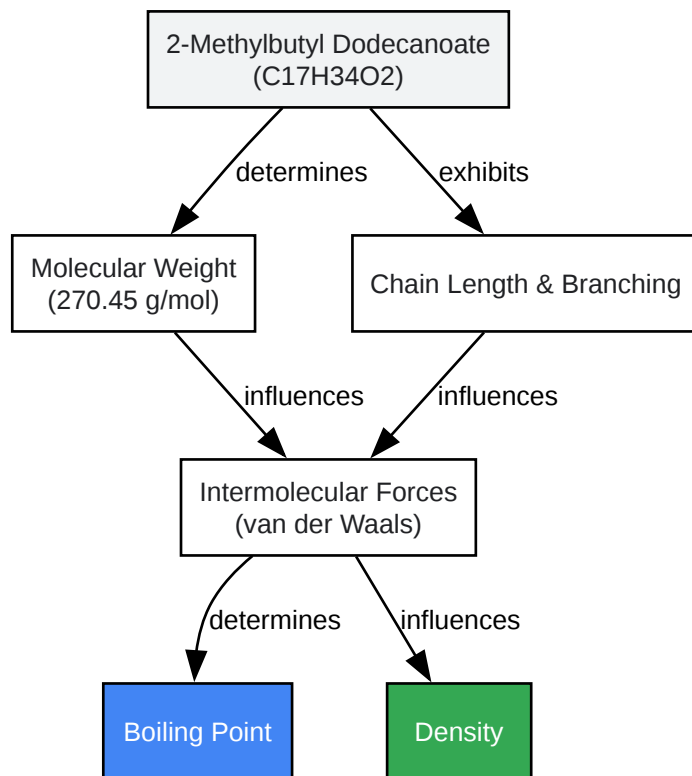 2-Methylbutyl Dodecanoate
(C17H34O2)
determines
exhibits
Molecular Weight
(270.45 g/mol)
Chain Length & Branching
influences
influences
Intermolecular Forces
(van der Waals)
determines
influences
Boiling Point
Density